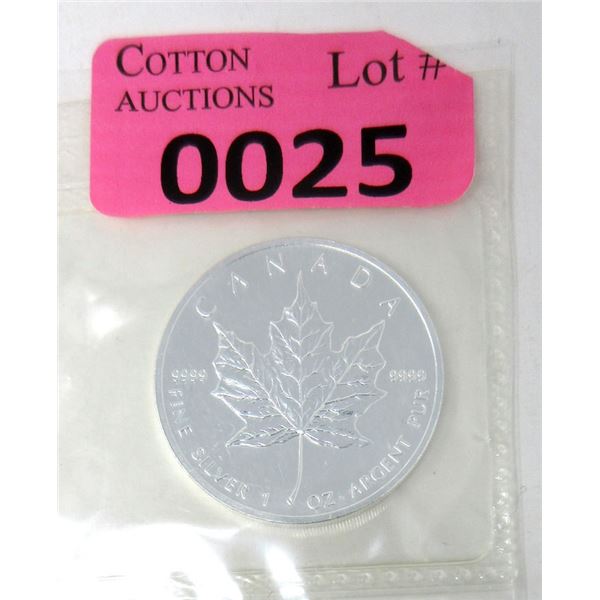 COTTON
AUCTIONS
Lot #
0025
CANADA
9999 9999
FINE SILVER 1 OZ - ARGENT PUR